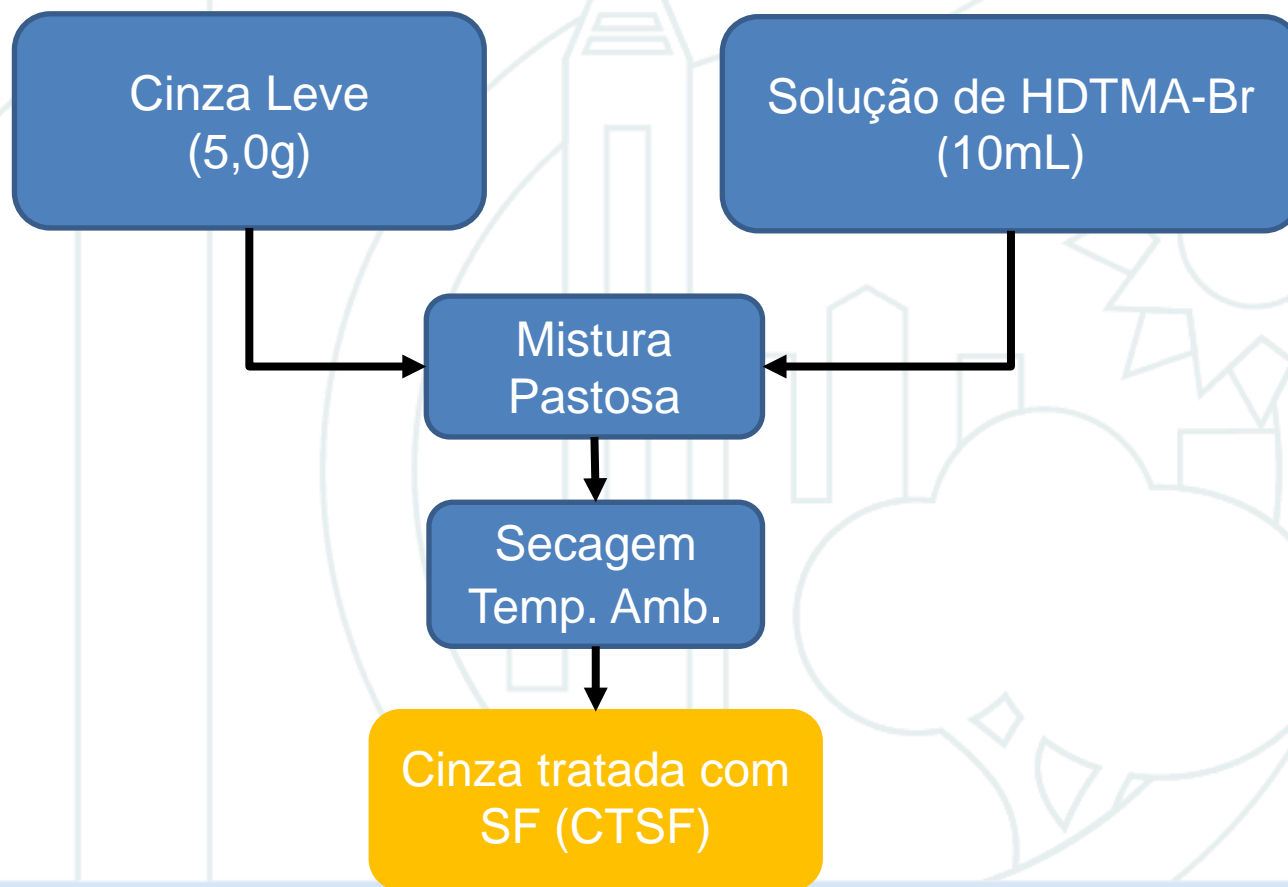 Cinza Leve
(5,0g)
Solução de HDTMA-Br
(10mL)
Mistura
Pastosa
Secagem
Temp. Amb.
Cinza tratada com
SF (CTSF)